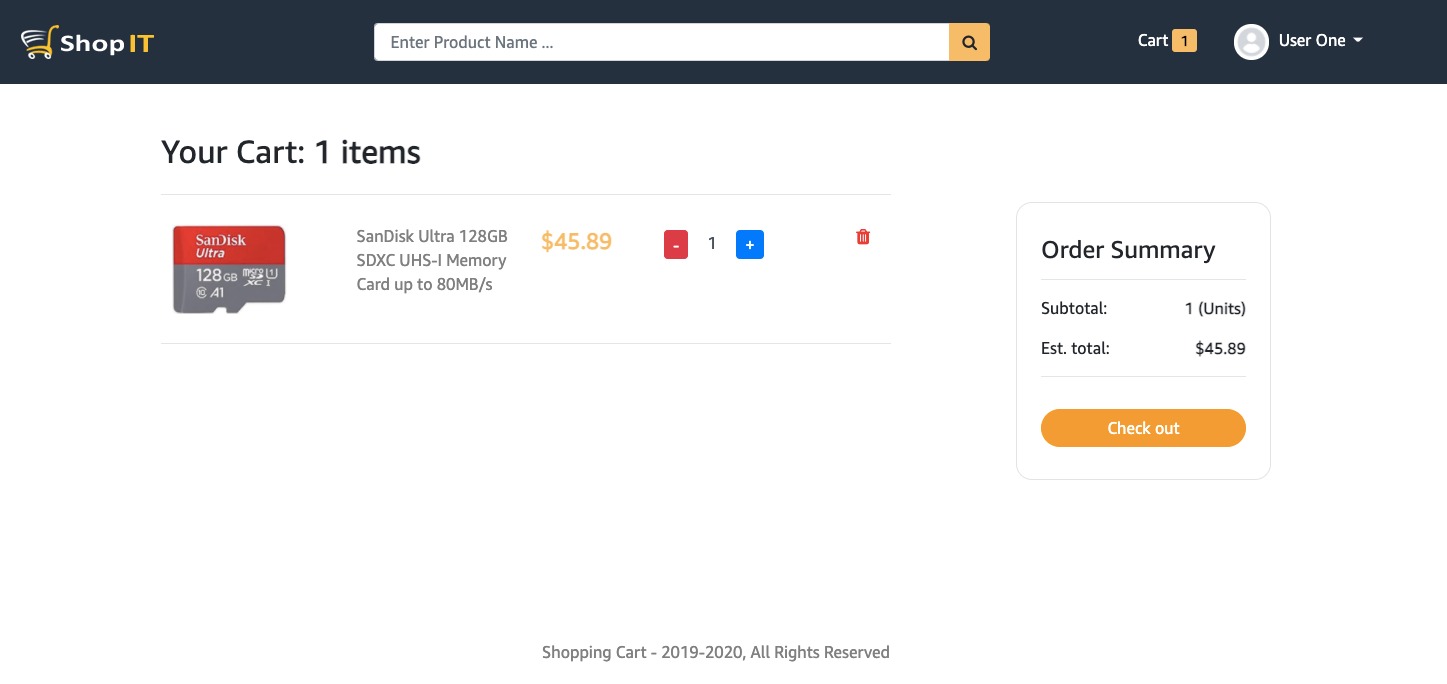 Shop IT
Enter Product Name ...
Cart 1
User One
Your Cart: 1 items
SanDisk
Ultra
128GB
A1
SanDisk Ultra 128GB
SDXC UHS-I Memory
Card up to 80MB/s
$45.89
- 1 +
Order Summary
Subtotal: 1 (Units)
Est. total: $45.89
Check out
Shopping Cart - 2019-2020, All Rights Reserved